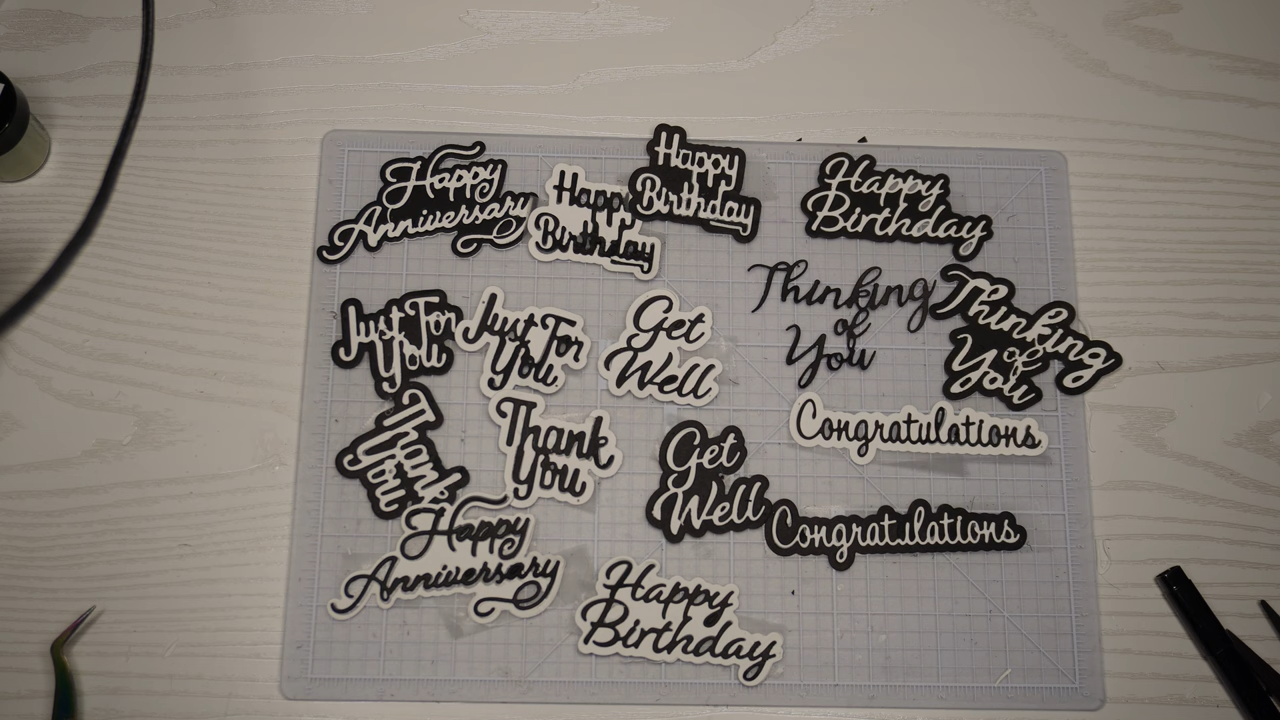 Happy
Anniversary
Happy
Birthday
Happy
Birthday
Happy
Birthday
Just For
You
Just For
You
Get
Well
Thinking
of
You
Thinking
of
You
Thank
You
Thank
You
Congratulations
Get
Well
Congratulations
Happy
Anniversary
Happy
Birthday